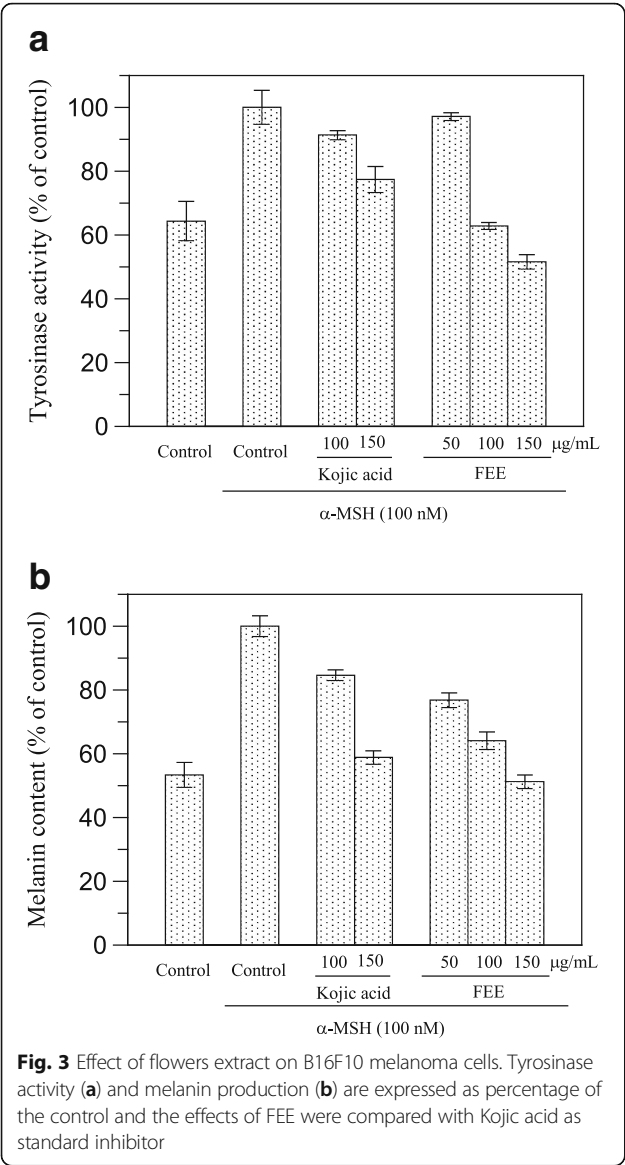 a
Tyrosinase activity (% of control)
100
80
60
40
20
0
Control
Control
100 150
50 100 150 μg/mL
Kojic acid
FEE
α-MSH (100 nM)
b
Melanin content (% of control)
100
80
60
40
20
0
Control
Control
100 150
50 100 150 μg/mL
Kojic acid
FEE
α-MSH (100 nM)
Fig. 3 Effect of flowers extract on B16F10 melanoma cells. Tyrosinase
activity (a) and melanin production (b) are expressed as percentage of
the control and the effects of FEE were compared with Kojic acid as
standard inhibitor